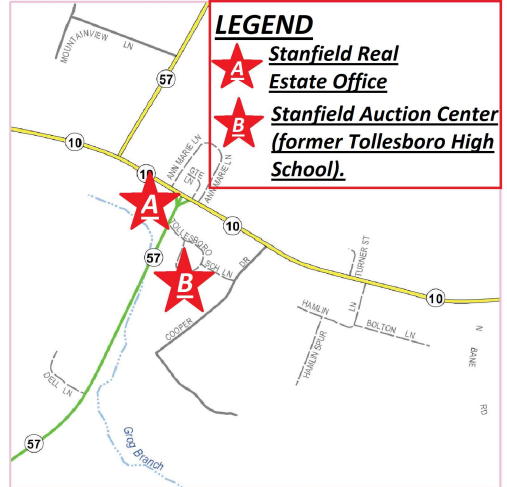 LEGEND
A Stanfield Real
Estate Office
B Stanfield Auction Center
(former Tollesboro High
School).
MOUNTAINVIEW LN
57
10
10
ANN MARIE LN
ANN MARIE LN
A
10
TOLLESBORO
SCH LN
57
B
COOPER DR
TURNER ST
10
HAMLIN LN
BOLTON LN
HAMLIN SPUR
N BANE RD
DELL LN
57
Grog Branch